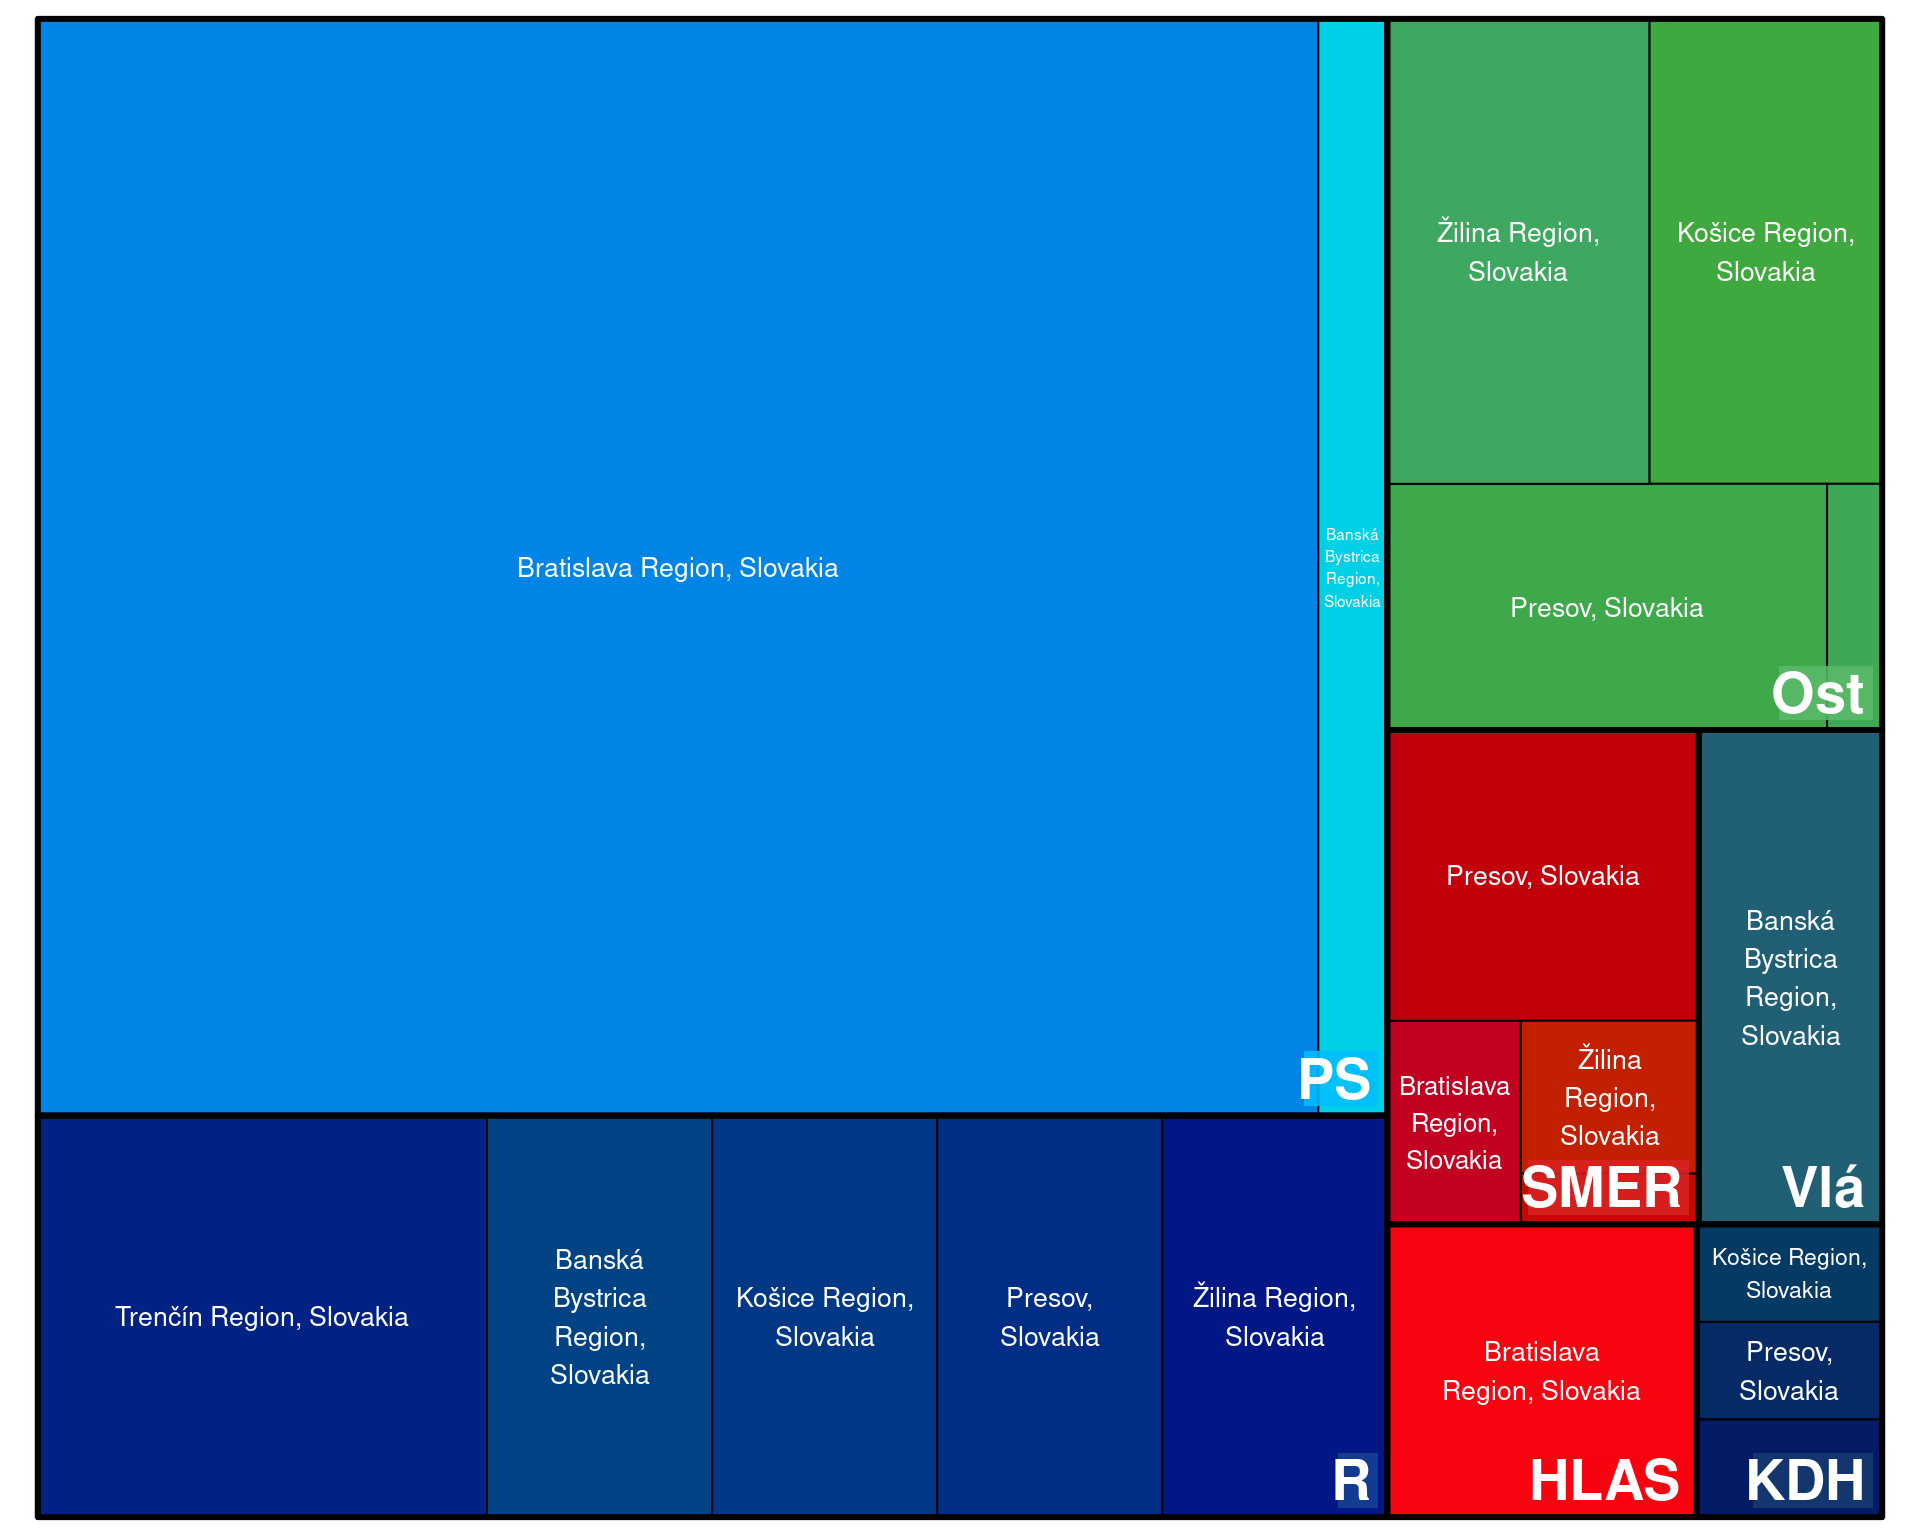 Bratislava Region, Slovakia
Banská
Bystrica
Region,
Slovakia
PS
Trenčín Region, Slovakia
Banská
Bystrica
Region,
Slovakia
Košice Region,
Slovakia
Presov,
Slovakia
Žilina Region,
Slovakia
R
Žilina Region,
Slovakia
Košice Region,
Slovakia
Presov, Slovakia
Ost
Presov, Slovakia
Bratislava
Region,
Slovakia
Žilina
Region,
Slovakia
SMER
Banská
Bystrica
Region,
Slovakia
Vlá
Bratislava
Region, Slovakia
HLAS
Košice Region,
Slovakia
Presov,
Slovakia
KDH